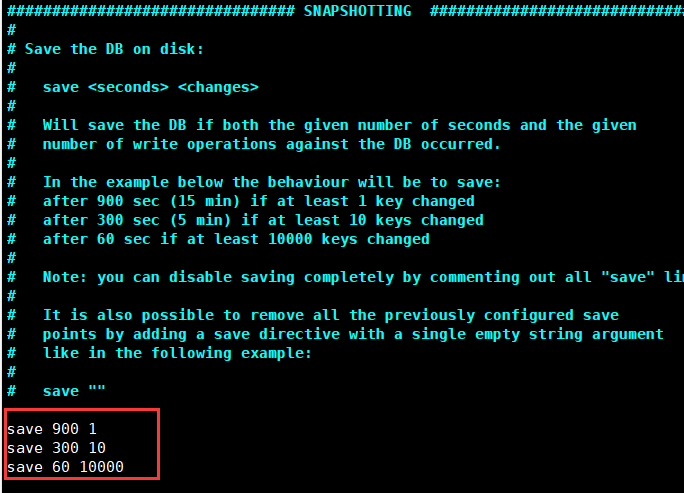 ################################ SNAPSHOTTING  #############################
#
# Save the DB on disk:
#
#   save <seconds> <changes>
#
#   Will save the DB if both the given number of seconds and the given
#   number of write operations against the DB occurred.
#
#   In the example below the behaviour will be to save:
#   after 900 sec (15 min) if at least 1 key changed
#   after 300 sec (5 min) if at least 10 keys changed
#   after 60 sec if at least 10000 keys changed
#
#   Note: you can disable saving completely by commenting out all "save" lin
#
#   It is also possible to remove all the previously configured save
#   points by adding a save directive with a single empty string argument
#   like in the following example:
#
#   save ""
save 900 1
save 300 10
save 60 10000